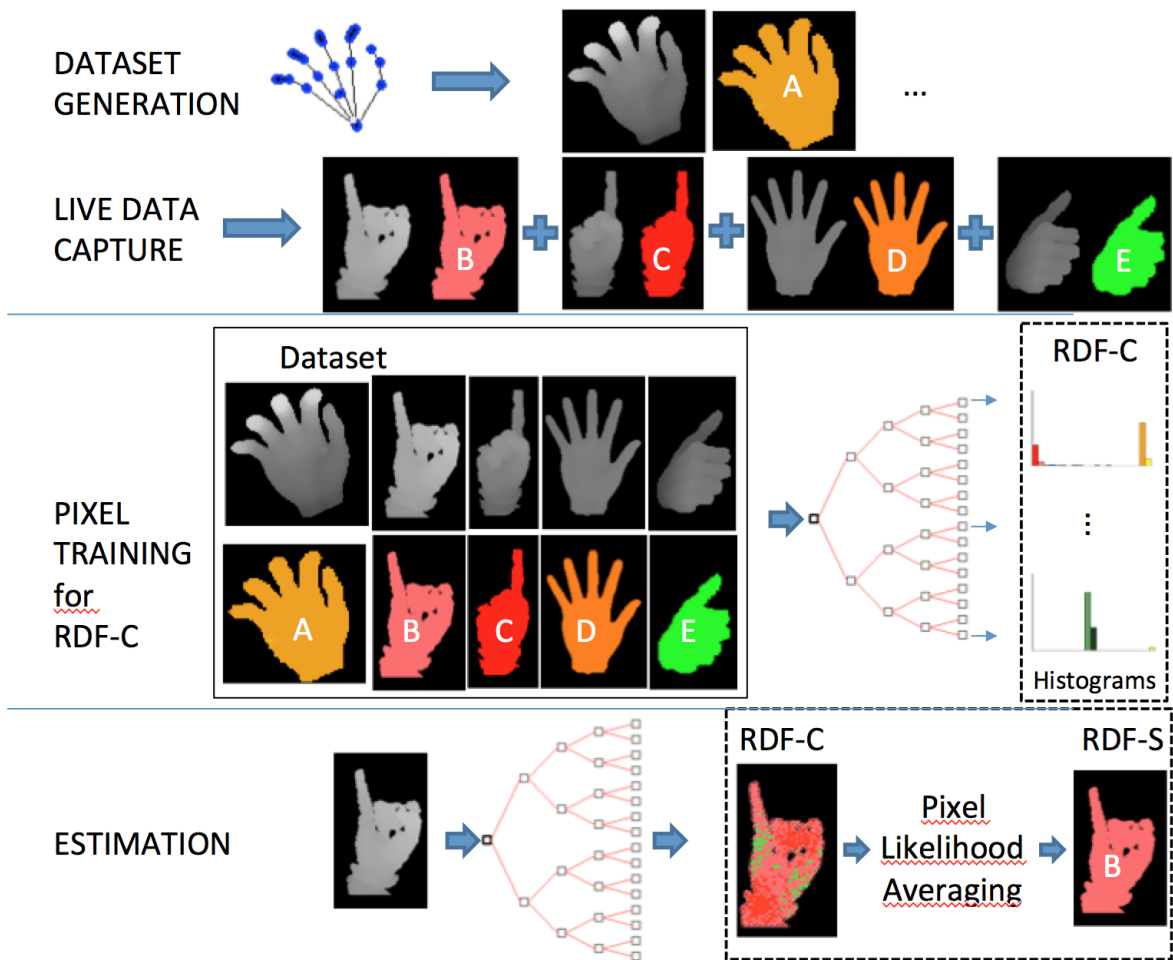 DATASET
GENERATION
A
...
LIVE DATA
CAPTURE
B
C
D
E
Dataset
RDF-C
PIXEL
TRAINING
for
RDF-C
A
B
C
D
E
Histograms
RDF-C
RDF-S
ESTIMATION
Pixel
Likelihood
Averaging
B